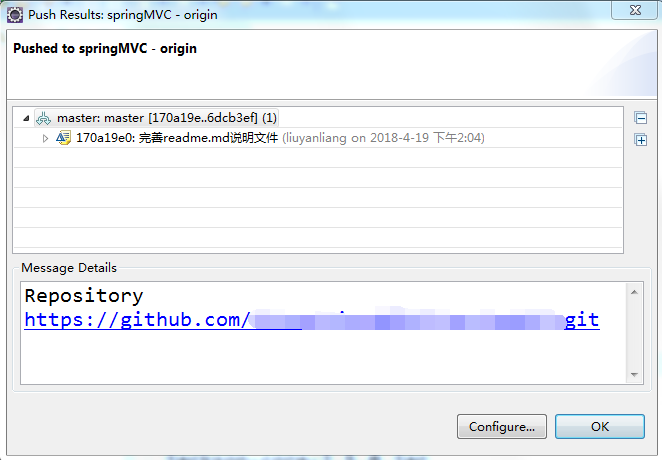 Push Results: springMVC - origin
Pushed to springMVC - origin
master: master [170a19e..6dcb3ef] (1)
170a19e0: 完善readme.md说明文件 (liuyanliang on 2018-4-19 下午2:04)
Message Details
Repository
https://github.com/ git
Configure...
OK